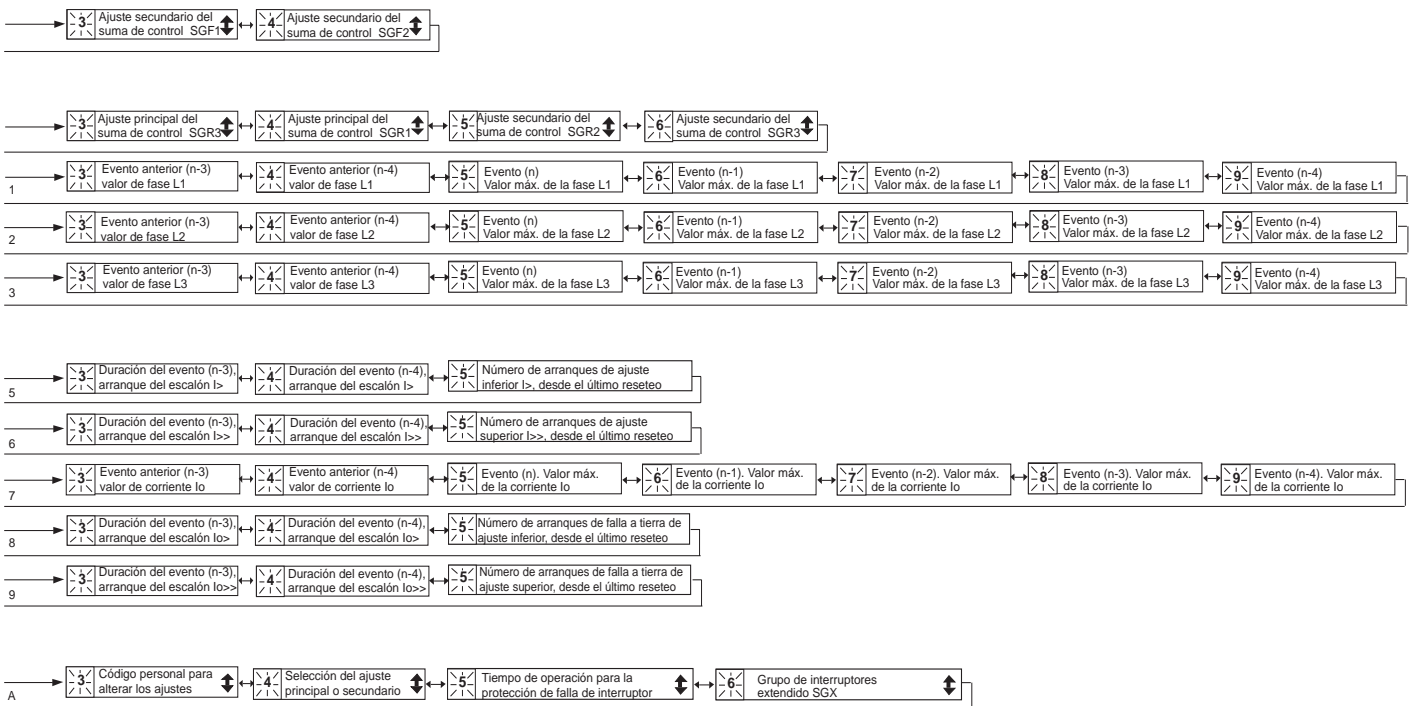 3 Ajuste secundario del
suma de control SGF1
4 Ajuste secundario del
suma de control SGF2
3 Ajuste principal del
suma de control SGR3
4 Ajuste principal del
suma de control SGR1
5 Ajuste secundario del
suma de control SGR2
6 Ajuste secundario del
suma de control SGR3
1
3 Evento anterior (n-3)
valor de fase L1
4 Evento anterior (n-4)
valor de fase L1
5 Evento (n)
Valor máx. de la fase L1
6 Evento (n-1)
Valor máx. de la fase L1
7 Evento (n-2)
Valor máx. de la fase L1
8 Evento (n-3)
Valor máx. de la fase L1
9 Evento (n-4)
Valor máx. de la fase L1
2
3 Evento anterior (n-3)
valor de fase L2
4 Evento anterior (n-4)
valor de fase L2
5 Evento (n)
Valor máx. de la fase L2
6 Evento (n-1)
Valor máx. de la fase L2
7 Evento (n-2)
Valor máx. de la fase L2
8 Evento (n-3)
Valor máx. de la fase L2
9 Evento (n-4)
Valor máx. de la fase L2
3
3 Evento anterior (n-3)
valor de fase L3
4 Evento anterior (n-4)
valor de fase L3
5 Evento (n)
Valor máx. de la fase L3
6 Evento (n-1)
Valor máx. de la fase L3
7 Evento (n-2)
Valor máx. de la fase L3
8 Evento (n-3)
Valor máx. de la fase L3
9 Evento (n-4)
Valor máx. de la fase L3
5
3 Duración del evento (n-3),
arranque del escalón I>
4 Duración del evento (n-4),
arranque del escalón I>
5 Número de arranques de ajuste
inferior I>, desde el último reseteo
6
3 Duración del evento (n-3),
arranque del escalón I>>
4 Duración del evento (n-4),
arranque del escalón I>>
5 Número de arranques de ajuste
superior I>>, desde el último reseteo
7
3 Evento anterior (n-3)
valor de corriente Io
4 Evento anterior (n-4)
valor de corriente Io
5 Evento (n). Valor máx.
de la corriente Io
6 Evento (n-1). Valor máx.
de la corriente Io
7 Evento (n-2). Valor máx.
de la corriente Io
8 Evento (n-3). Valor máx.
de la corriente Io
9 Evento (n-4). Valor máx.
de la corriente Io
8
3 Duración del evento (n-3),
arranque del escalón Io>
4 Duración del evento (n-4),
arranque del escalón Io>
5 Número de arranques de falla a tierra de
ajuste inferior, desde el último reseteo
9
3 Duración del evento (n-3),
arranque del escalón Io>>
4 Duración del evento (n-4),
arranque del escalón Io>>
5 Número de arranques de falla a tierra de
ajuste superior, desde el último reseteo
A
3 Código personal para
alterar los ajustes
4 Selección del ajuste
principal o secundario
5 Tiempo de operación para la
protección de falla de interruptor
6 Grupo de interruptores
extendido SGX